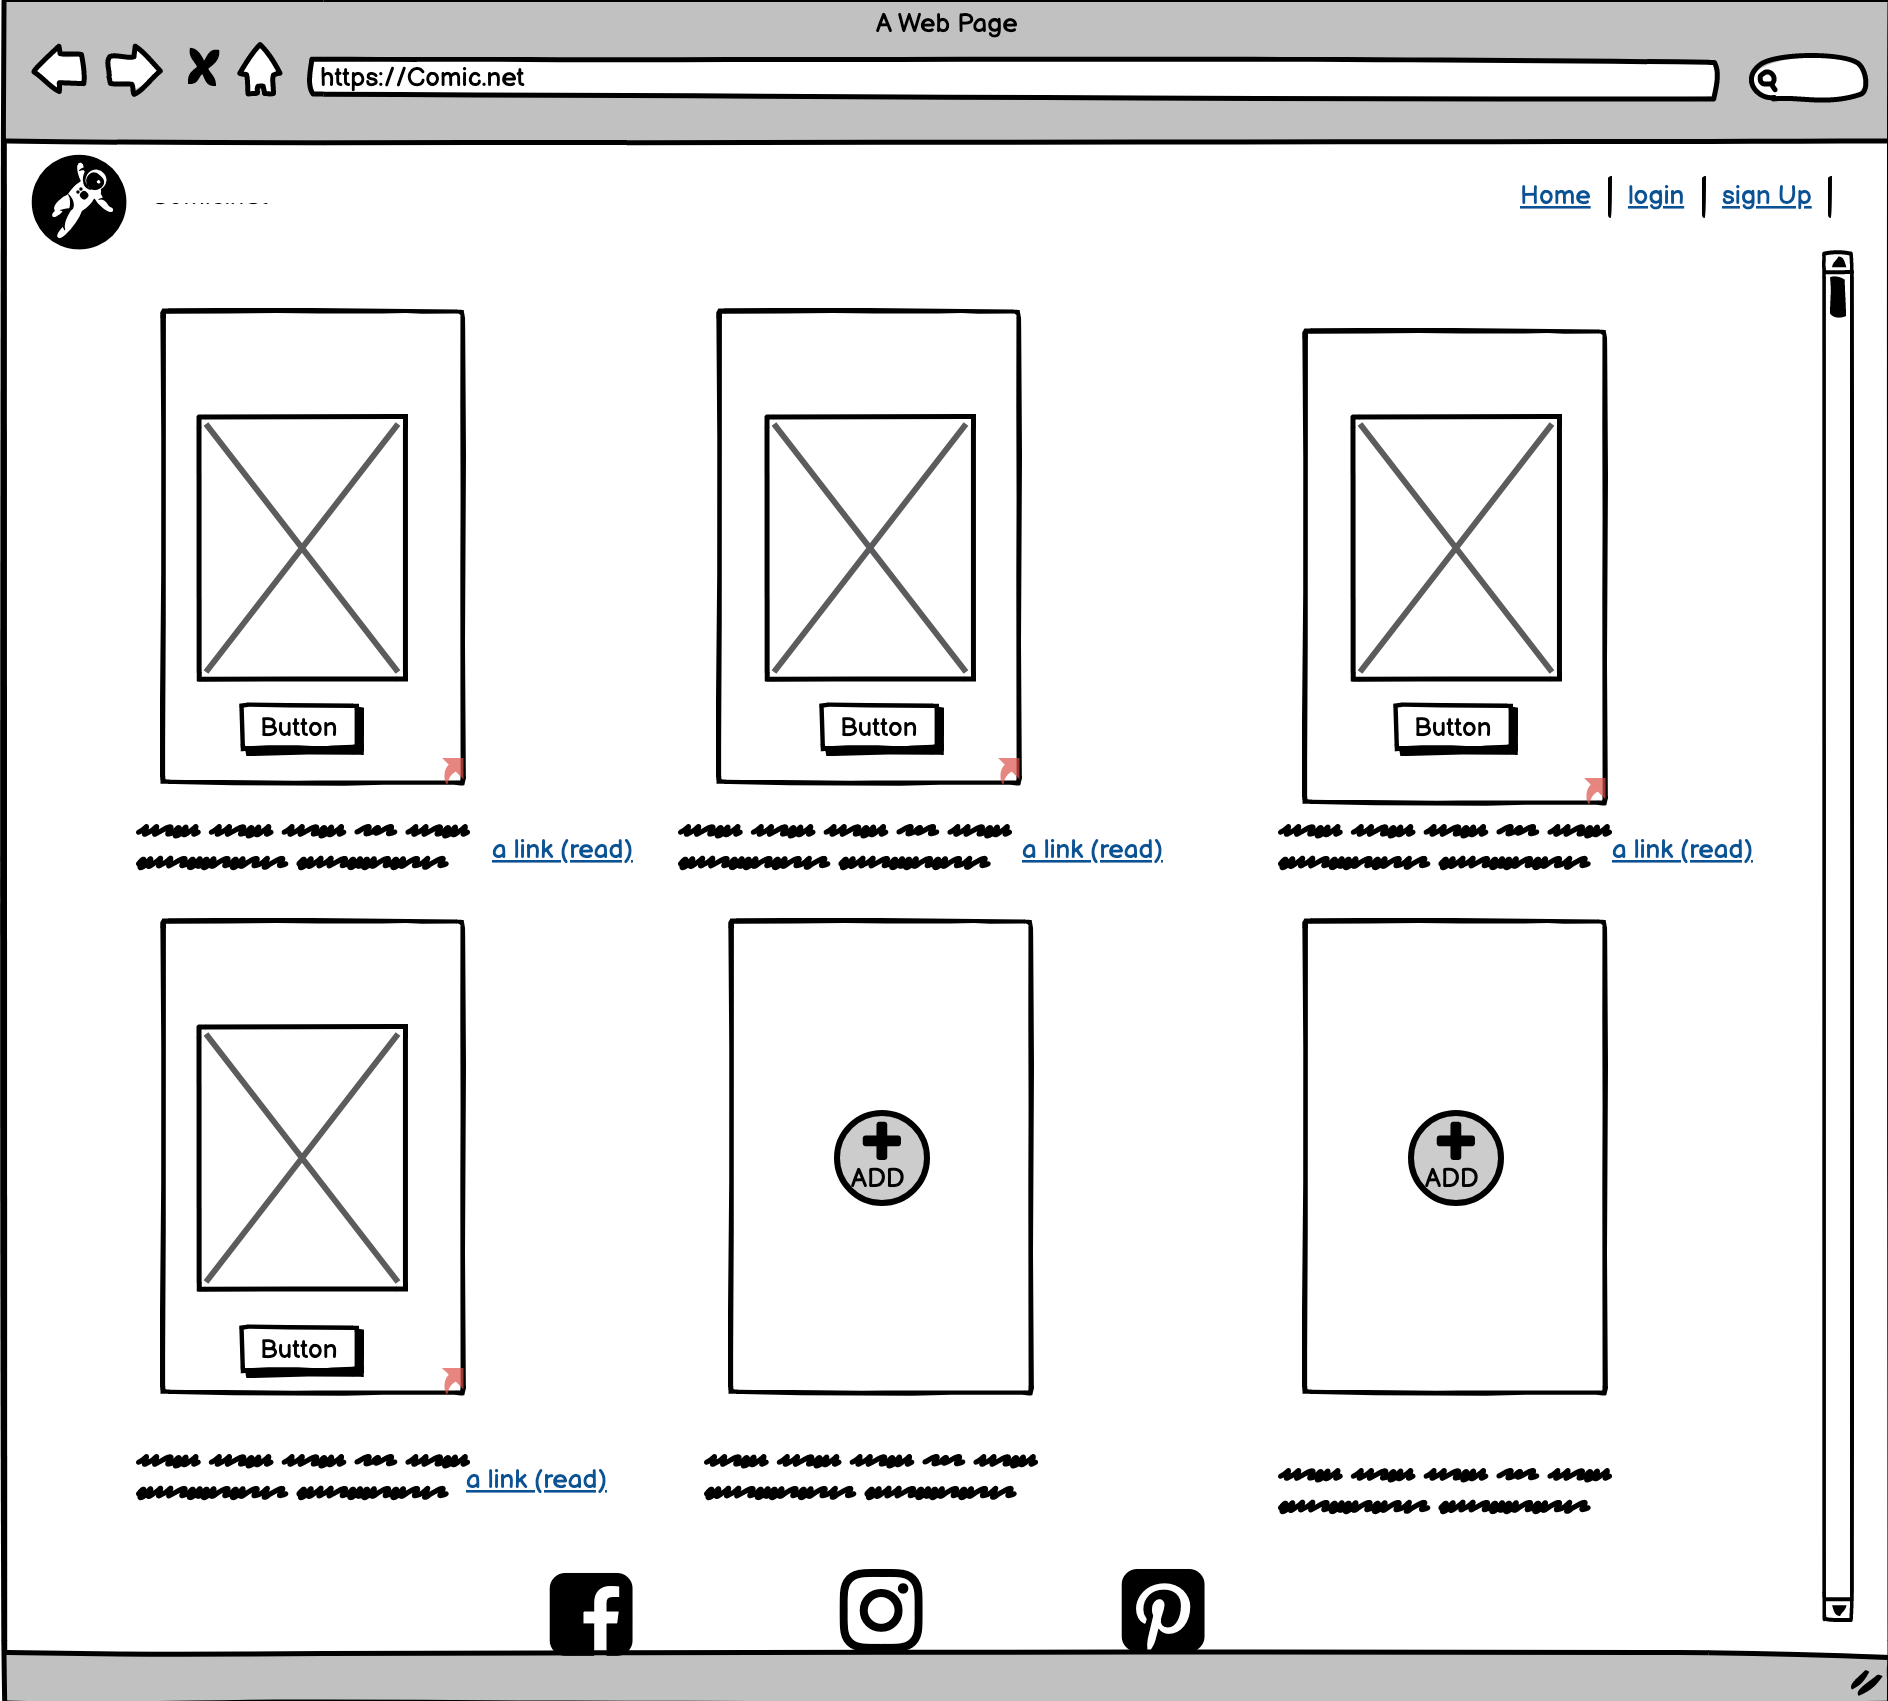 A Web Page
https://Comic.net
Home
login
sign Up
Button
Button
Button
a link (read)
a link (read)
a link (read)
ADD
ADD
Button
a link (read)